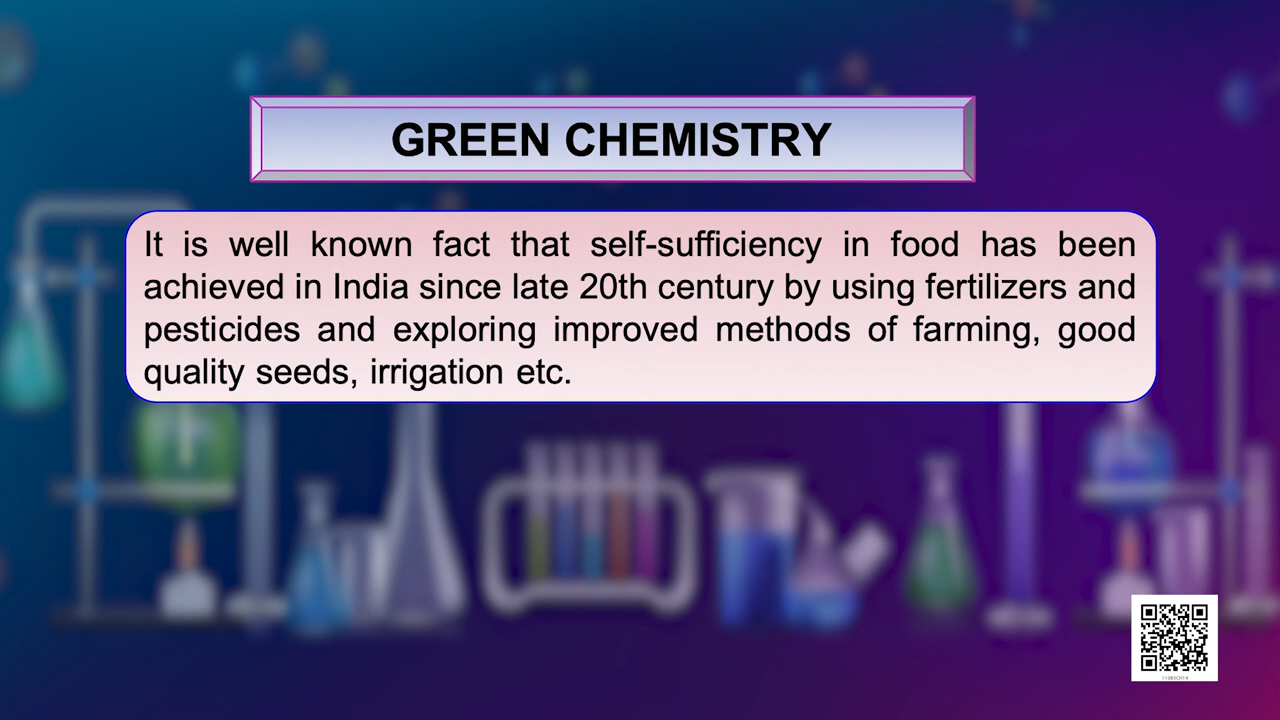 GREEN CHEMISTRY
It is well known fact that self-sufficiency in food has been
achieved in India since late 20th century by using fertilizers and
pesticides and exploring improved methods of farming, good
quality seeds, irrigation etc.